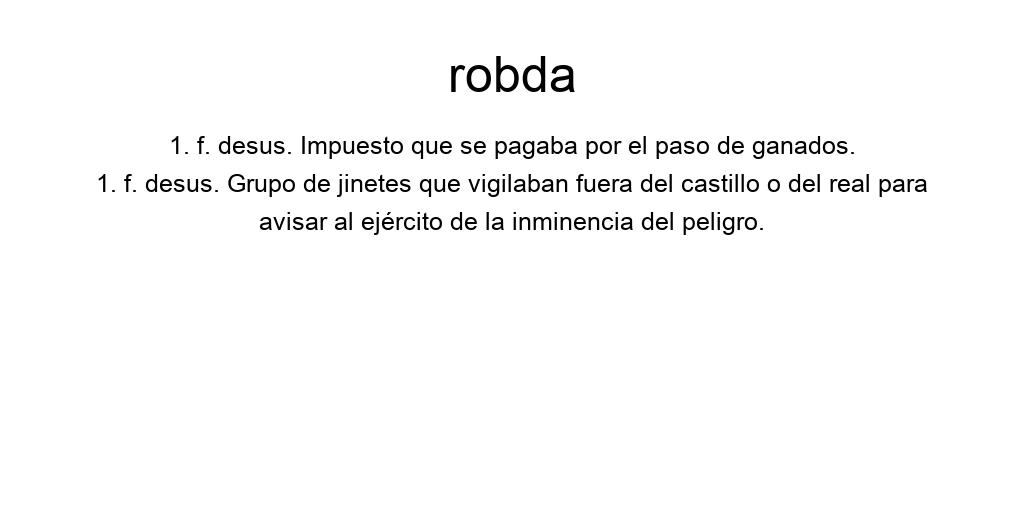 robda
1. f. desus. Impuesto que se pagaba por el paso de ganados.
1. f. desus. Grupo de jinetes que vigilaban fuera del castillo o del real para
avisar al ejército de la inminencia del peligro.